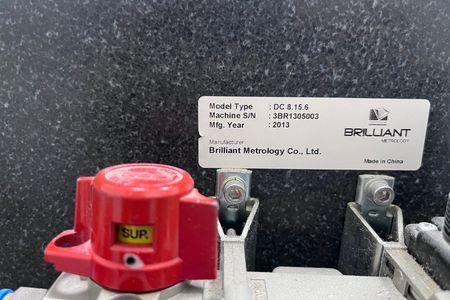 Model Type : DC 8.15.6
Machine S/N : 3BR1305003
Mfg. Year : 2013
Manufacturer
Brilliant Metrology Co., Ltd.
BRILLIANT
METROLOGY
Made in China
SUP.